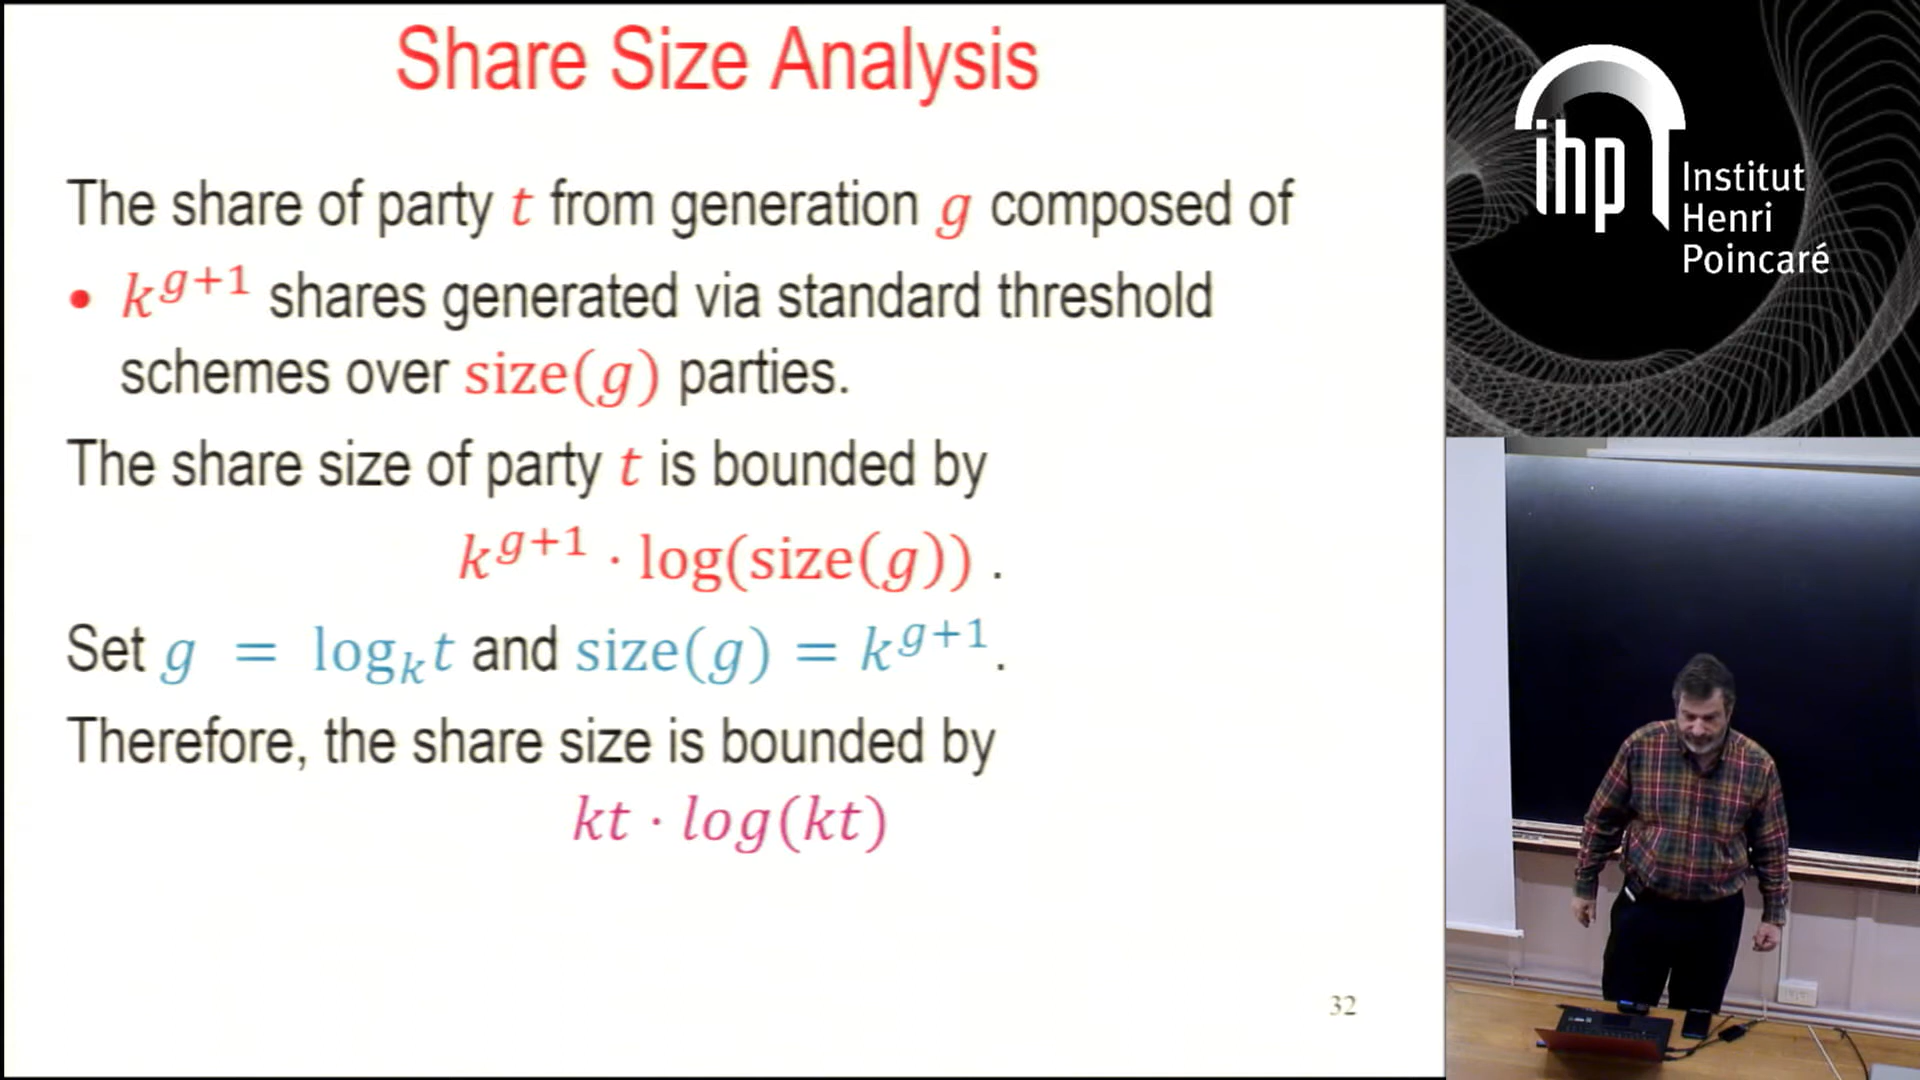 Share Size Analysis
The share of party t from generation g composed of
• k^{g+1} shares generated via standard threshold
schemes over size(g) parties.
The share size of party t is bounded by
k^{g+1} · log(size(g)) .
Set g = log_k t and size(g) = k^{g+1}.
Therefore, the share size is bounded by
kt · log(kt)
32
ihp
Institut
Henri
Poincaré